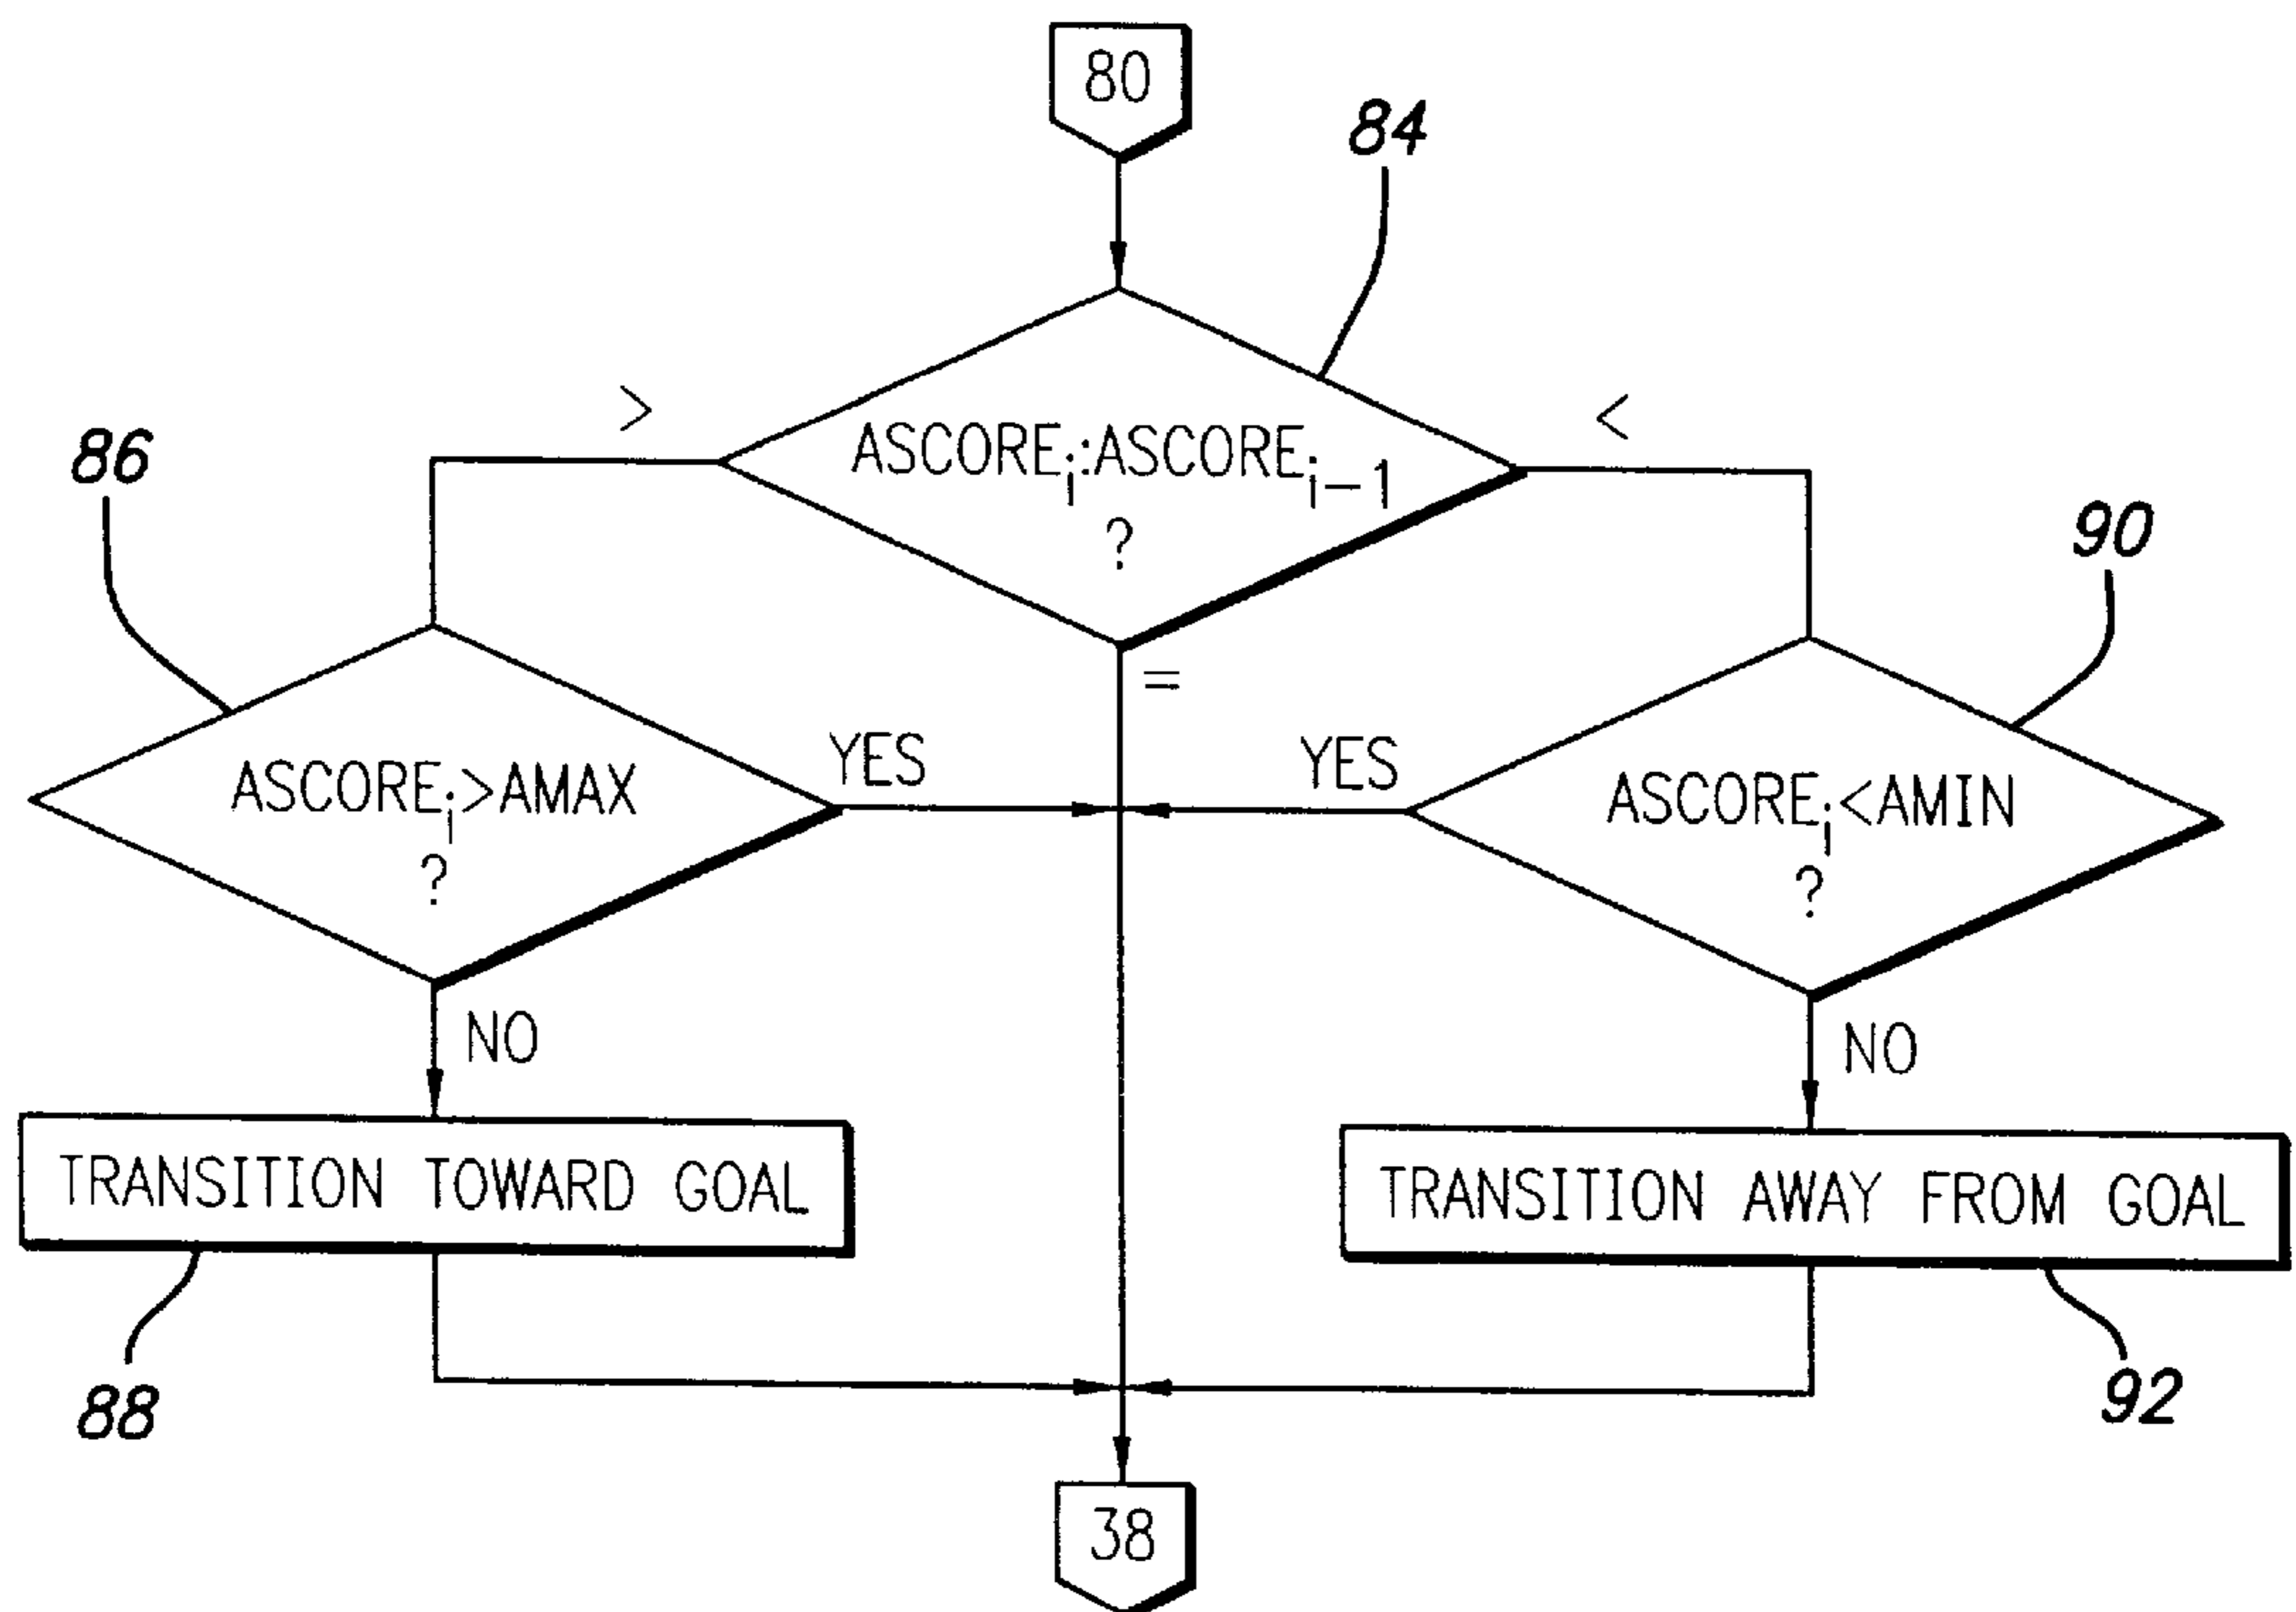 80
84
>
<
ASCOREi:ASCOREi-1
?
86
90
=
YES
YES
ASCOREi>AMAX
?
ASCOREi<AMIN
?
NO
NO
TRANSITION TOWARD GOAL
TRANSITION AWAY FROM GOAL
88
92
38